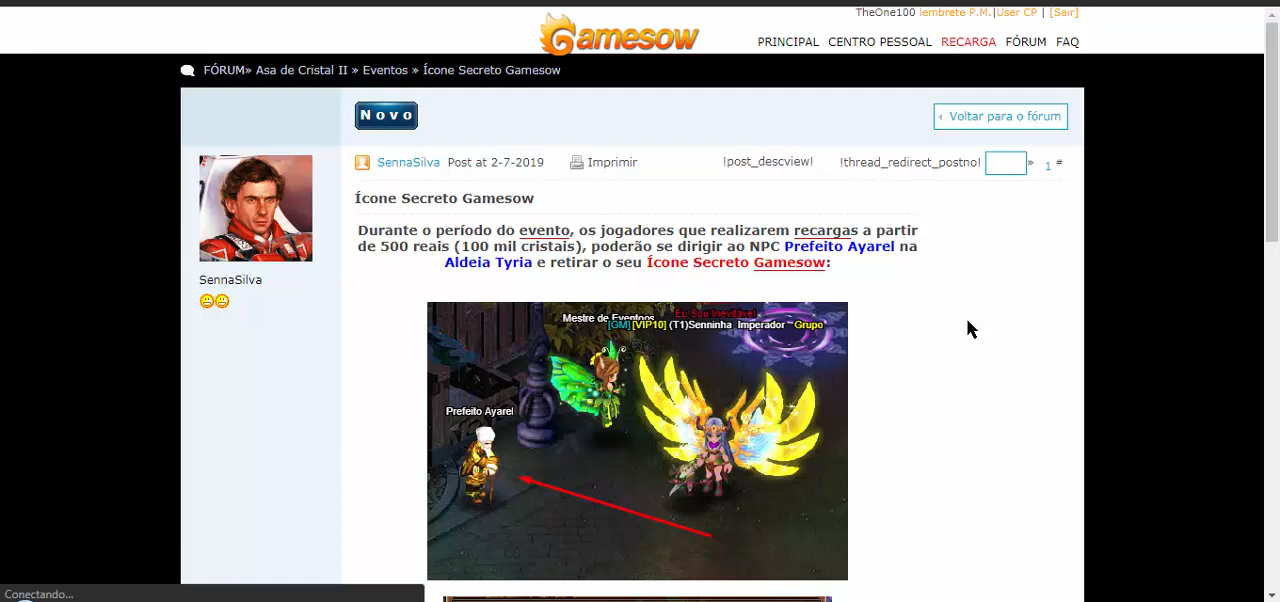 TheOne100 lembrete P.M.|User CP | [Sair]
Gamesow
PRINCIPAL CENTRO PESSOAL RECARGA FÓRUM FAQ
FÓRUM» Asa de Cristal II » Eventos » Ícone Secreto Gamesow
Novo
Voltar para o fórum
SennaSilva Post at 2-7-2019 Imprimir !post_descview! !thread_redirect_postno! » 1 #
Ícone Secreto Gamesow
Durante o período do evento, os jogadores que realizarem recargas a partir
de 500 reais (100 mil cristais), poderão se dirigir ao NPC Prefeito Ayarel na
Aldeia Tyria e retirar o seu Ícone Secreto Gamesow:
SennaSilva
Eu Sou Inevitável
Mestre de Eventos
[GM][VIP10] (T1)Senninha Imperador Grupo
Prefeito Ayarel
Conectando...